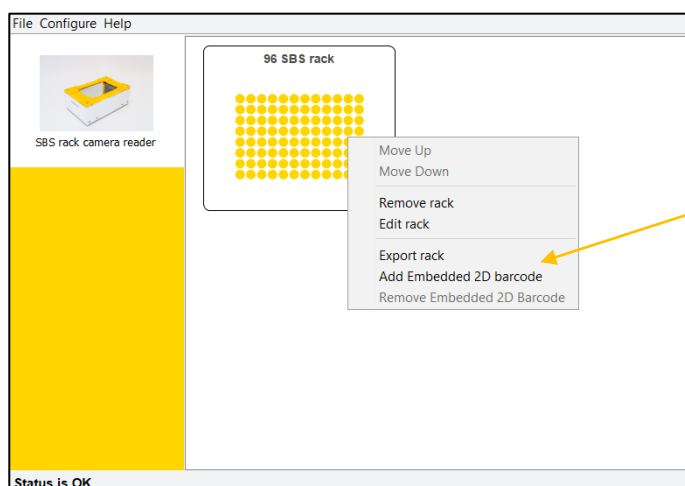 File Configure Help
96 SBS rack
SBS rack camera reader
Move Up
Move Down
Remove rack
Edit rack
Export rack
Add Embedded 2D barcode
Remove Embedded 2D Barcode
Status is OK